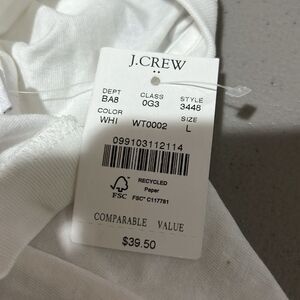 J.CREW
DEPT CLASS STYLE
BA8 0G3 3448
COLOR SIZE
WHI WT0002 L
099103112114
RECYCLED
Paper
FSC FSC® C117781
COMPARABLE VALUE
$39.50